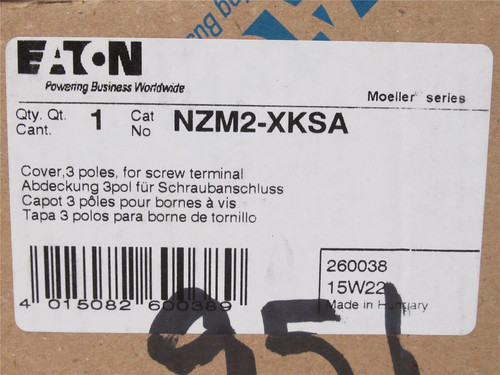 EATON
Powering Business Worldwide
Moeller series
Qty. Qt. 1 Cat NZM2-XKSA
Cant. No
Cover,3 poles, for screw terminal
Abdeckung 3pol für Schraubanschluss
Capot 3 pôles pour bornes à vis
Tapa 3 polos para borne de tornillo
260038
15W22
Made in Hungary
4 015082 600389
951